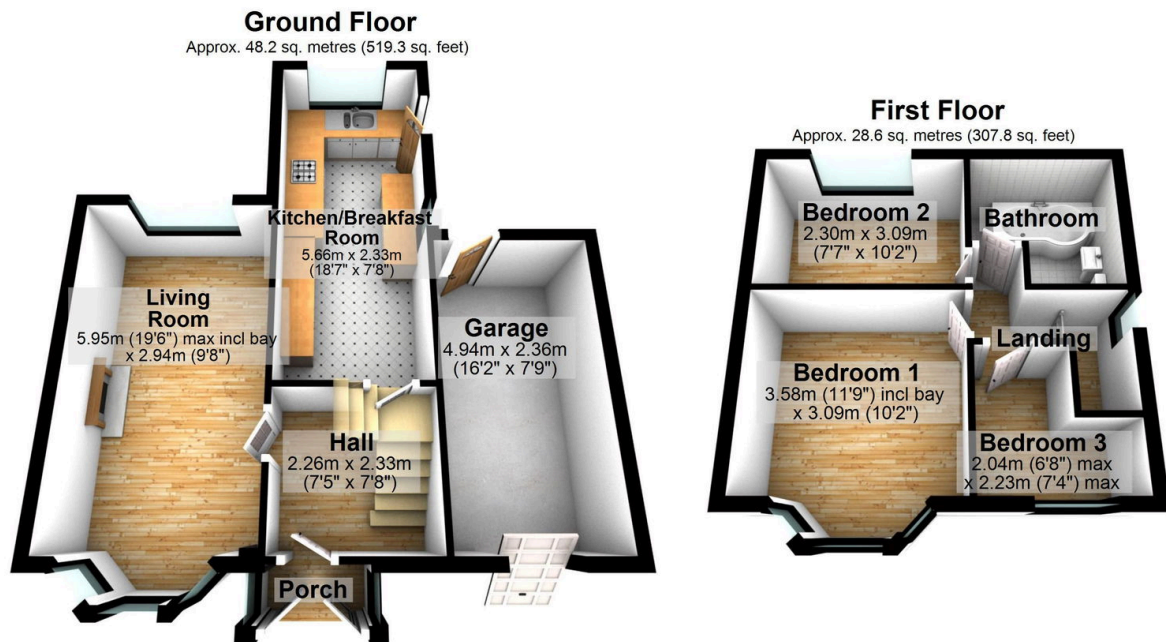 Ground Floor
Approx. 48.2 sq. metres (519.3 sq. feet)
Kitchen/Breakfast
Room
5.66m x 2.33m
(18'7" x 7'8")
Living
Room
5.95m (19'6") max incl bay
x 2.94m (9'8")
Garage
4.94m x 2.36m
(16'2" x 7'9")
Hall
2.26m x 2.33m
(7'5" x 7'8")
Porch
First Floor
Approx. 28.6 sq. metres (307.8 sq. feet)
Bedroom 2
2.30m x 3.09m
(7'7" x 10'2")
Bathroom
Landing
Bedroom 1
3.58m (11'9") incl bay
x 3.09m (10'2")
Bedroom 3
2.04m (6'8") max
x 2.23m (7'4") max